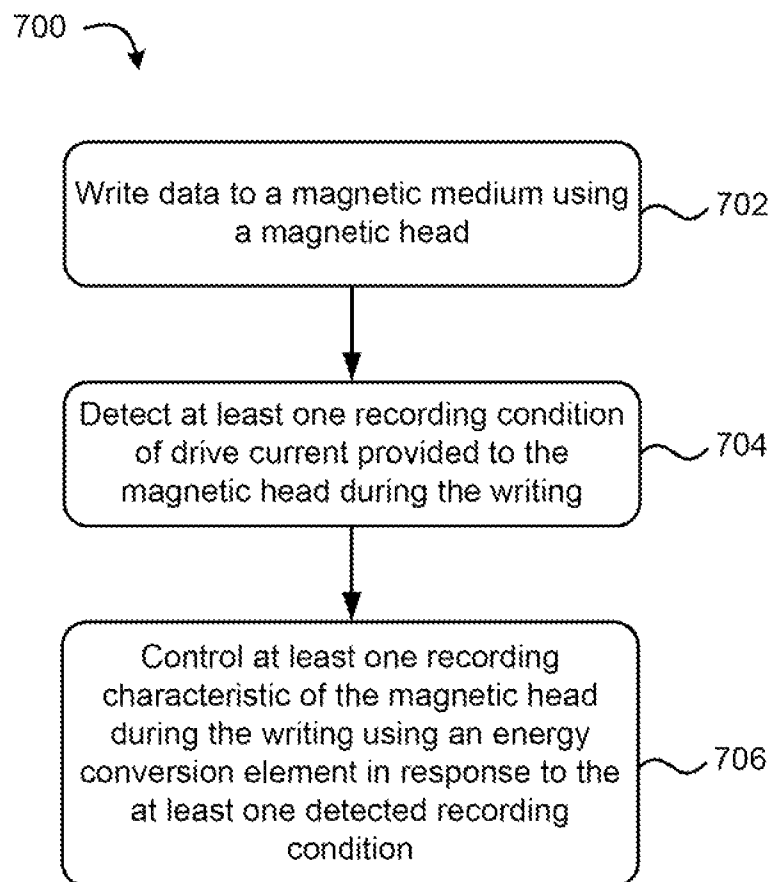 700
Write data to a magnetic medium using
a magnetic head
702
Detect at least one recording condition
of drive current provided to the
magnetic head during the writing
704
Control at least one recording
characteristic of the magnetic head
during the writing using an energy
conversion element in response to the
at least one detected recording
condition
706